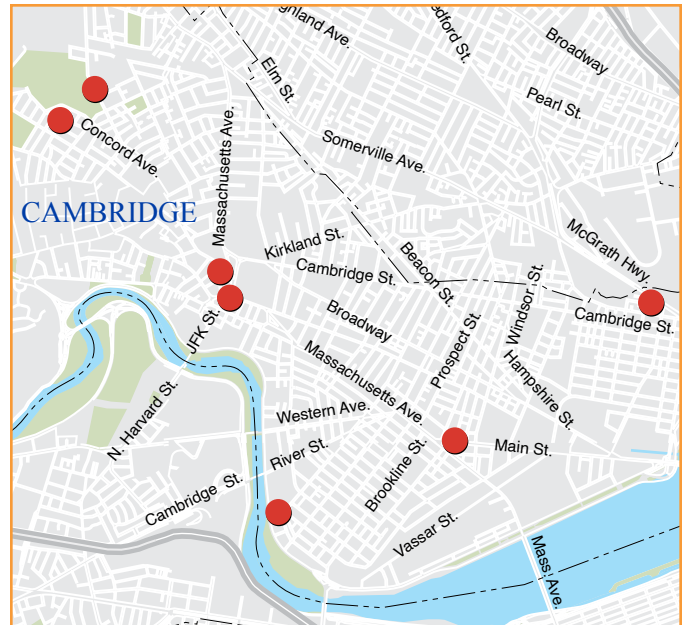 Broadway
Elm St.
Pearl St.
Concord Ave.
Massachusetts Ave.
Somerville Ave.
CAMBRIDGE
Kirkland St.
McGrath Hwy.
Cambridge St.
Beacon St.
Windsor St.
Cambridge St.
Broadway
JFK St.
Prospect St.
Massachusetts Ave.
Hampshire St.
N. Harvard St.
Western Ave.
Main St.
River St.
Brookline St.
Cambridge St.
Vassar St.
Mass. Ave.